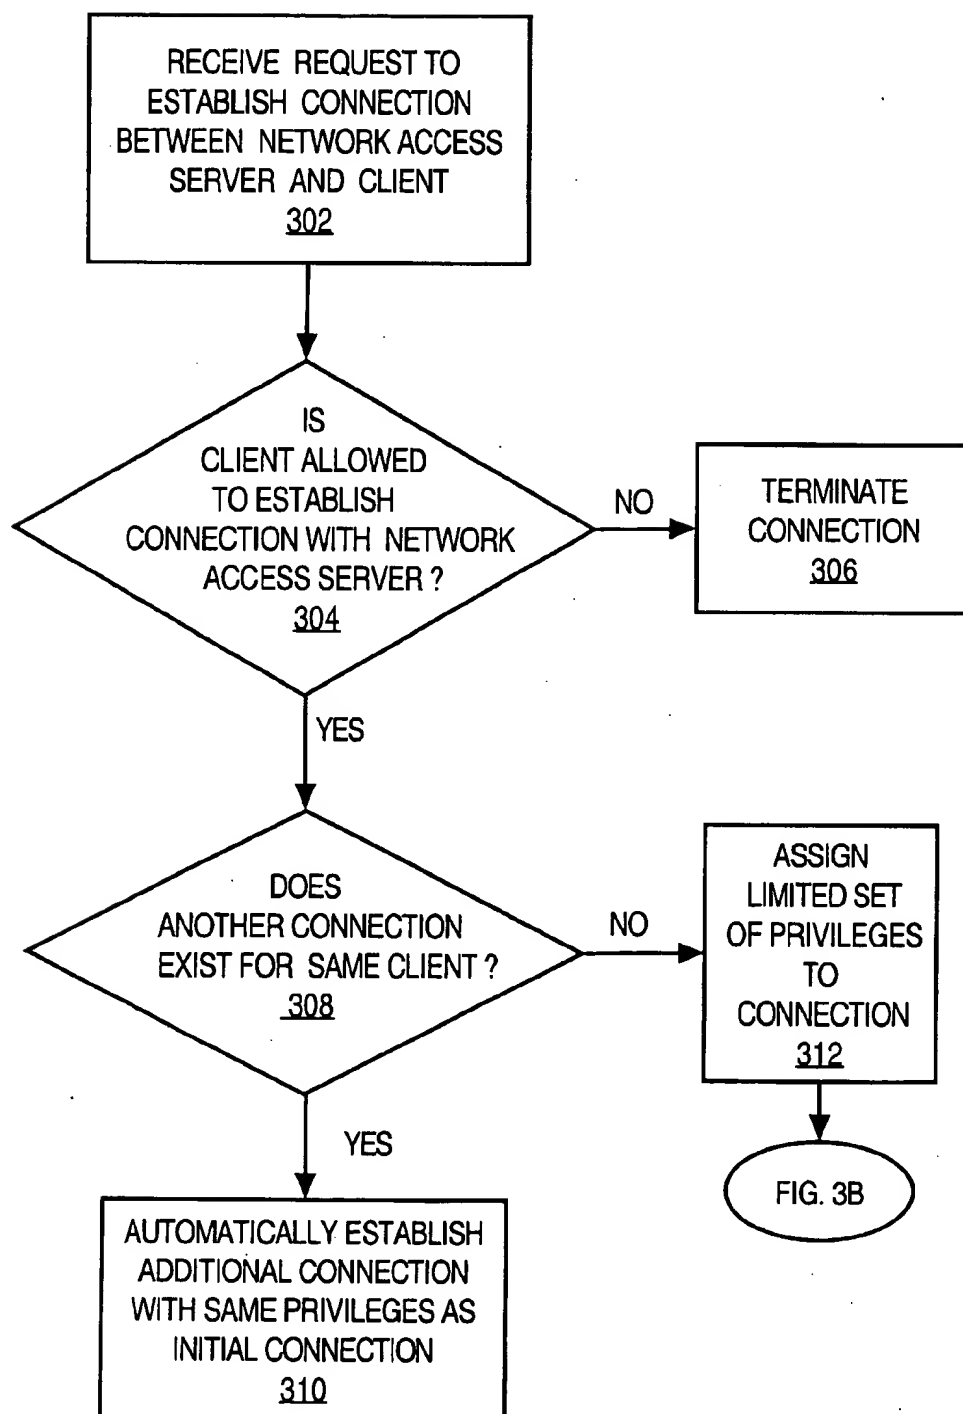 RECEIVE REQUEST TO
ESTABLISH CONNECTION
BETWEEN NETWORK ACCESS
SERVER AND CLIENT
302
IS
CLIENT ALLOWED
TO ESTABLISH
CONNECTION WITH NETWORK
ACCESS SERVER ?
304
NO
TERMINATE
CONNECTION
306
YES
DOES
ANOTHER CONNECTION
EXIST FOR SAME CLIENT ?
308
NO
ASSIGN
LIMITED SET
OF PRIVILEGES
TO
CONNECTION
312
FIG. 3B
YES
AUTOMATICALLY ESTABLISH
ADDITIONAL CONNECTION
WITH SAME PRIVILEGES AS
INITIAL CONNECTION
310